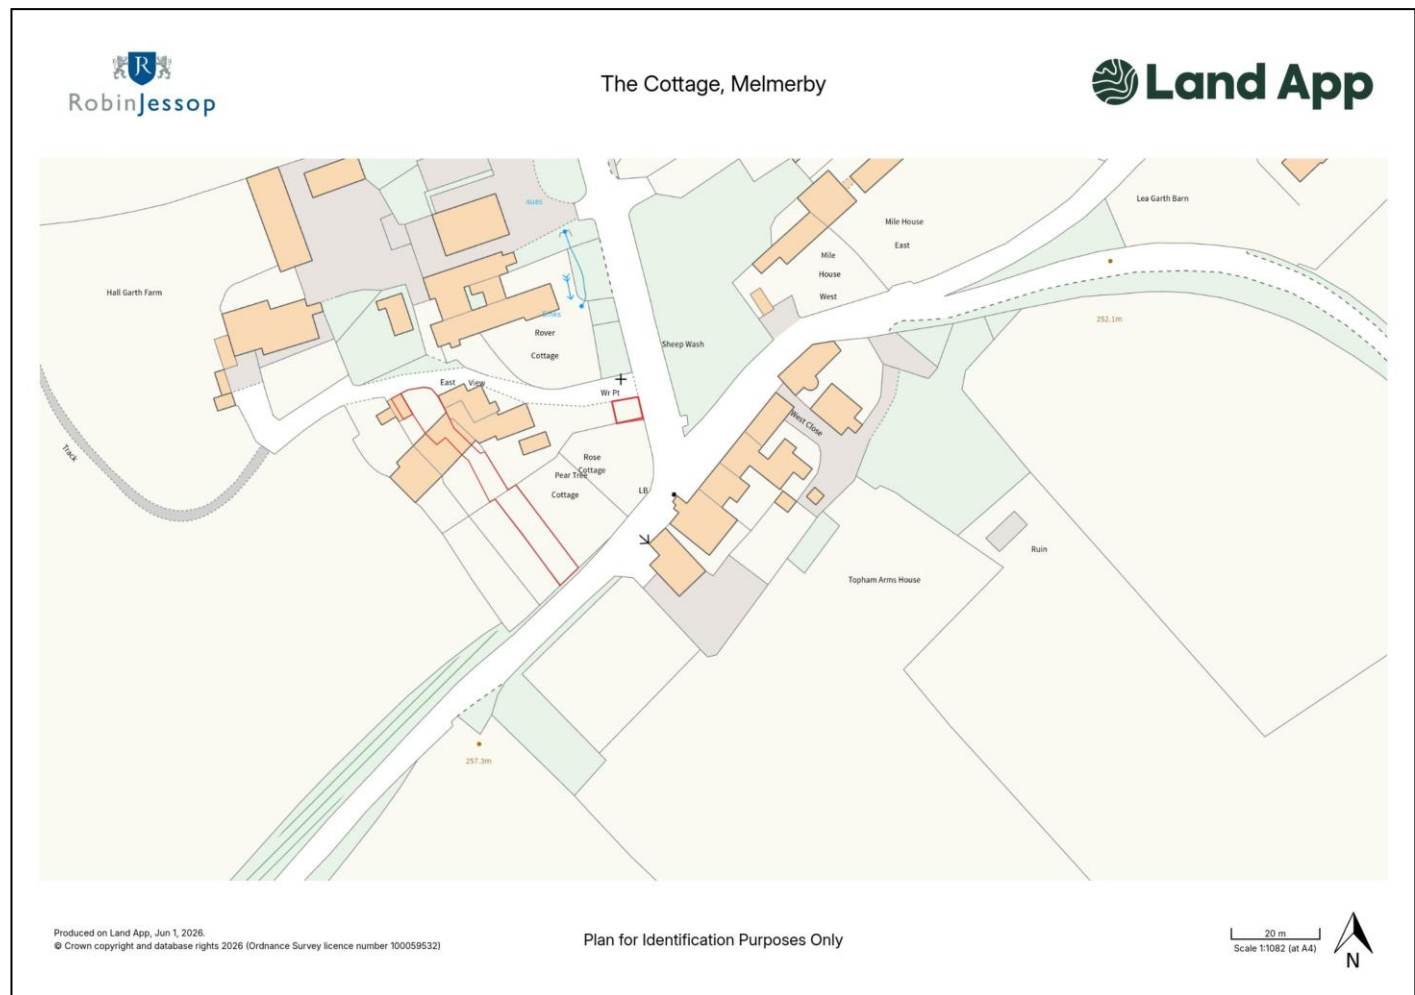 RobinJessop
The Cottage, Melmerby
Land App
Lea Garth Barn
sues
Mile House
East
Mile
House
West
Hall Garth Farm
252.1m
Rover
Cottage
Sheep Wash
East View
Wr Pt
West Close
Track
Rose
Cottage
Pear Tree
Cottage
LB
Ruin
Topham Arms House
257.3m
Produced on Land App, Jun 1, 2026.
© Crown copyright and database rights 2026 (Ordnance Survey licence number 100059532)
Plan for Identification Purposes Only
20 m
Scale 1:1082 (at A4)
N